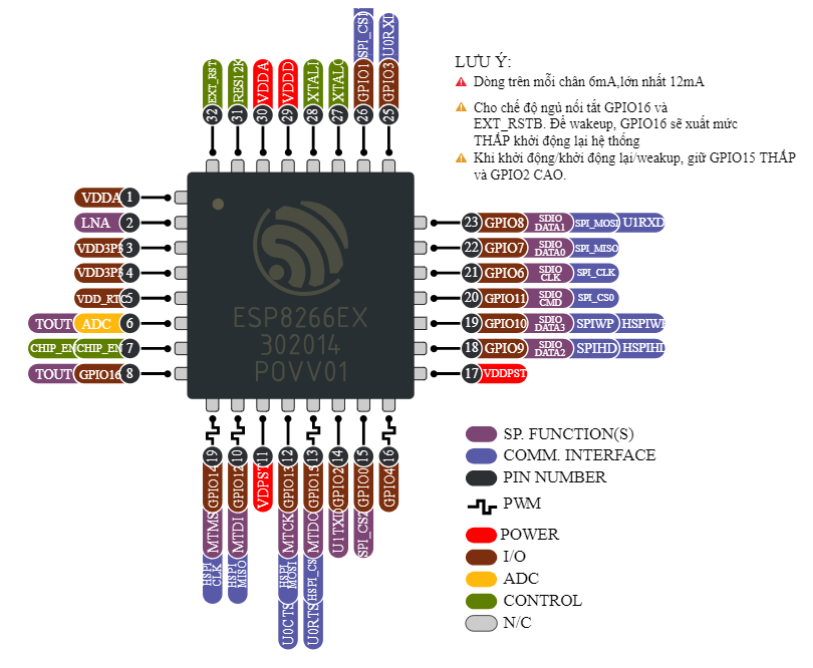 SPI_CS1
U0RXD
EXT_RST
RES12K
VDDA
VDDD
XTALI
XTALO
GPIO1
GPIO3
32
31
30
29
28
27
26
25
LƯU Ý:
Dòng trên mỗi chân 6mA,lớn nhất 12mA
Cho chế độ ngủ nối tắt GPIO16 và
EXT_RSTB. Để wakeup, GPIO16 sẽ xuất mức
THẤP khởi động lại hệ thống
Khi khởi động/khởi động lại/weakup, giữ GPIO15 THẤP
và GPIO2 CAO.
VDDA 1
LNA 2
VDD3P3 3
VDD3P3 4
VDD_RTC 5
TOUT ADC 6
CHIP_EN CHIP_EN 7
TOUT GPIO16 8
ESP8266EX
302014
P0VV01
23 GPIO8 SDIO DATA1 SPI_MOSI U1RXD
22 GPIO7 SDIO DATA0 SPI_MISO
21 GPIO6 SDIO CLK SPI_CLK
20 GPIO11 SDIO CMD SPI_CS0
19 GPIO10 SDIO DATA3 SPIWP HSPIWP
18 GPIO9 SDIO DATA2 SPIHD HSPIHD
17 VDDPST
19 GPIO14 MTMS HSPI CLK
10 GPIO12 MTDI HSPI MISO
11 VDPST
12 GPIO13 MTCK HSPI MOSI U0CTS
13 GPIO15 MTDO HSPI_CS U0RTS
14 GPIO2 U1TXD
15 GPIO0 SPI_CS2
16 GPIO4
SP. FUNCTION(S)
COMM. INTERFACE
PIN NUMBER
PWM
POWER
I/O
ADC
CONTROL
N/C